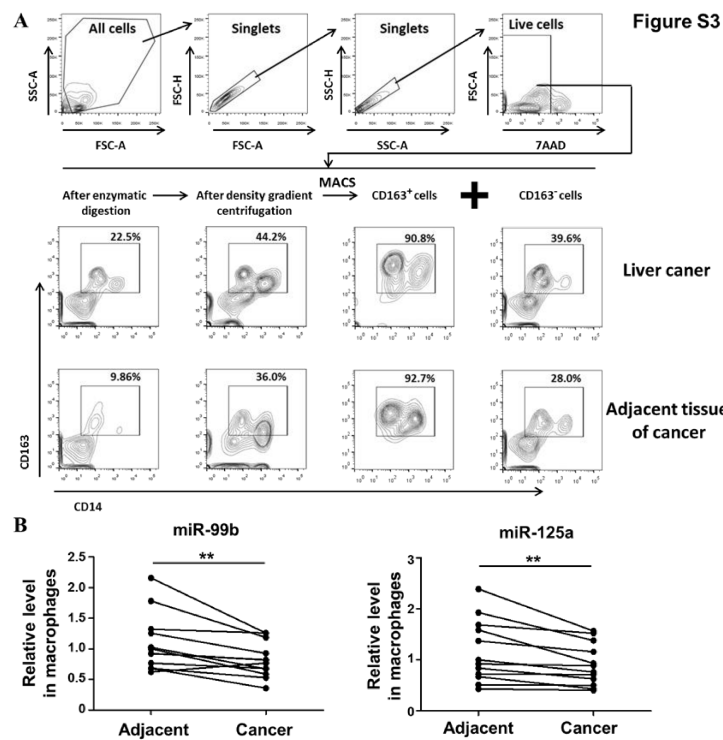 A
Figure S3
All cells
Singlets
Singlets
Live cells
SSC-A
FSC-H
SSC-H
FSC-A
FSC-A
FSC-A
SSC-A
7AAD
MACS
After enzymatic
digestion
After density gradient
centrifugation
CD163+ cells
+
CD163- cells
22.5%
44.2%
90.8%
39.6%
Liver caner
9.86%
36.0%
92.7%
28.0%
Adjacent tissue
of cancer
CD163
CD14
B
miR-99b
miR-125a
**
**
Relative level
in macrophages
2.5
2.0
1.5
1.0
0.5
0.0
Adjacent
Cancer
Relative level
in macrophages
3
2
1
0
Adjacent
Cancer